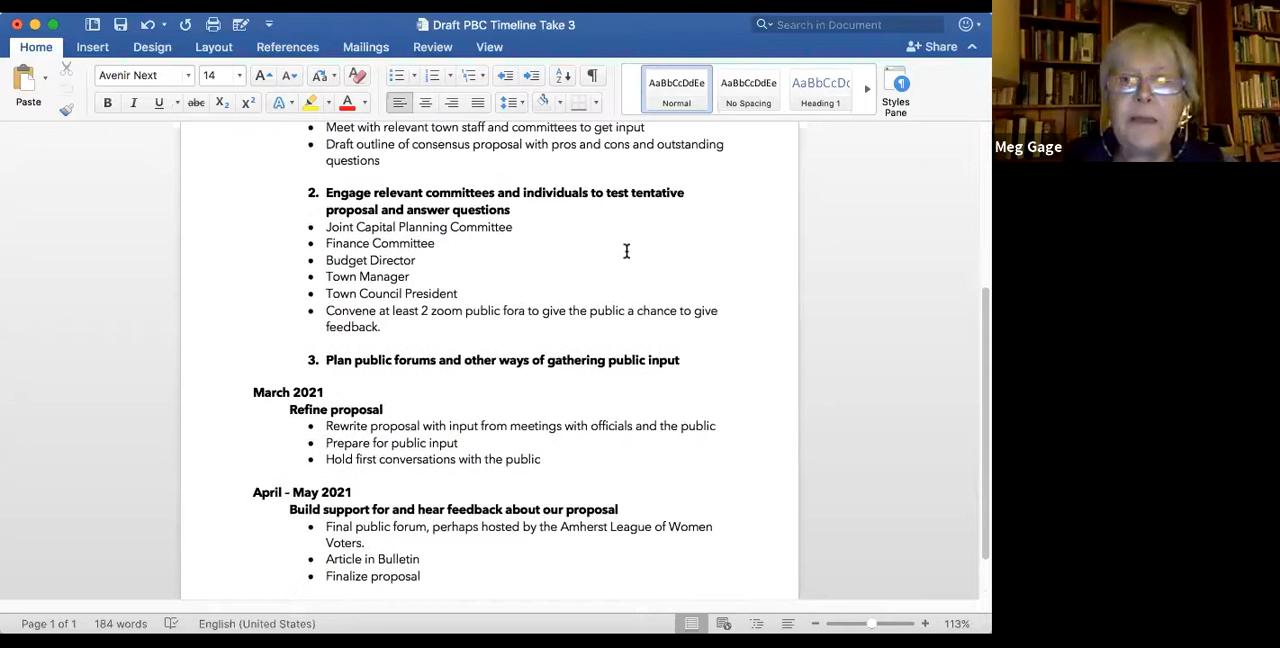 Draft PBC Timeline Take 3
Search in Document
Home Insert Design Layout References Mailings Review View
Share
Paste
Avenir Next
14
AaBbCcDdEe
Normal
AaBbCcDdEe
No Spacing
AaBbCcDc
Heading 1
Styles
Pane
• Meet with relevant town staff and committees to get input
• Draft outline of consensus proposal with pros and cons and outstanding
questions
2. Engage relevant committees and individuals to test tentative
proposal and answer questions
• Joint Capital Planning Committee
• Finance Committee
• Budget Director
• Town Manager
• Town Council President
• Convene at least 2 zoom public fora to give the public a chance to give
feedback.
3. Plan public forums and other ways of gathering public input
March 2021
Refine proposal
• Rewrite proposal with input from meetings with officials and the public
• Prepare for public input
• Hold first conversations with the public
April – May 2021
Build support for and hear feedback about our proposal
• Final public forum, perhaps hosted by the Amherst League of Women
Voters.
• Article in Bulletin
• Finalize proposal
Page 1 of 1 184 words English (United States) 113%
Meg Gage